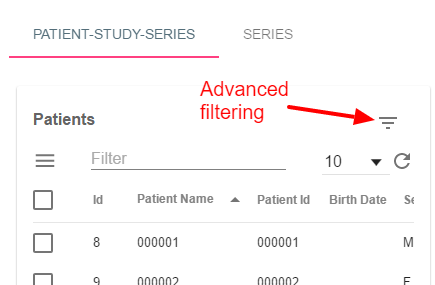 PATIENT-STUDY-SERIES SERIES
Advanced
filtering
Patients
Filter 10
Id Patient Name Patient Id Birth Date Se
8 000001 000001 M
9 000002 000002 F